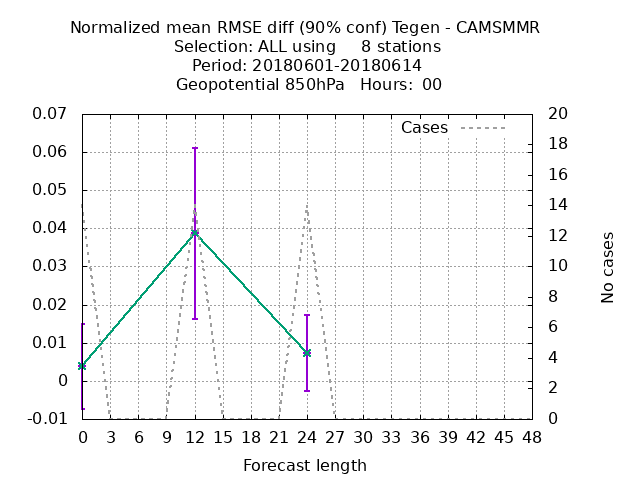 Normalized mean RMSE diff (90% conf) Tegen - CAMSMMR
Selection: ALL using     8 stations
Period: 20180601-20180614
Geopotential 850hPa   Hours:  00
Cases
0.07
0.06
0.05
0.04
0.03
0.02
0.01
0
-0.01
20
18
16
14
12
10
8
6
4
2
0
No cases
0 3 6 9 12 15 18 21 24 27 30 33 36 39 42 45 48
Forecast length